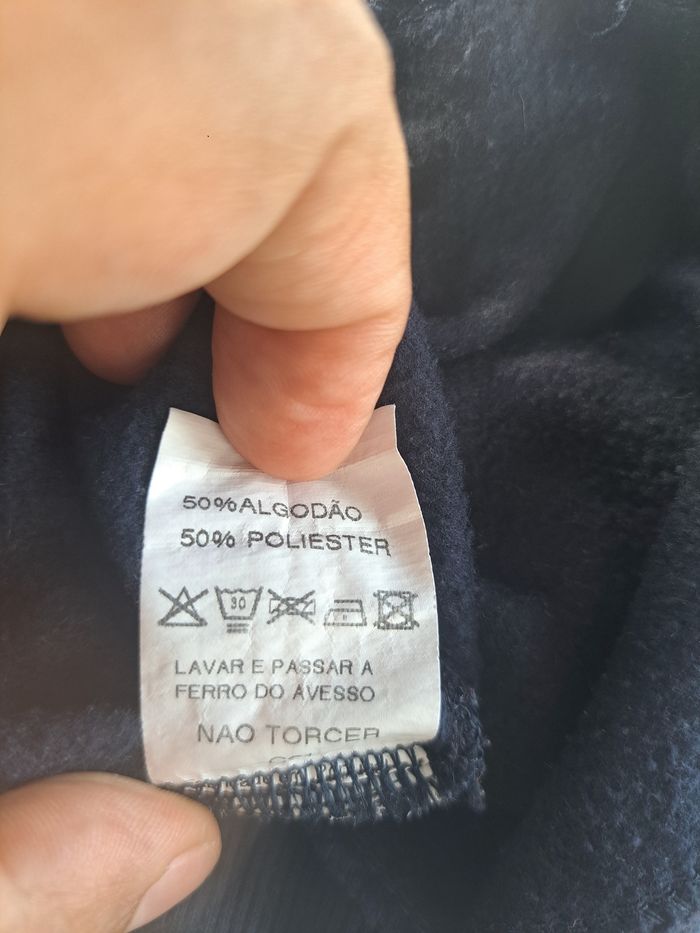 50%ALGODÃO
50% POLIESTER
30
LAVAR E PASSAR A
FERRO DO AVESSO
NAO TORCER